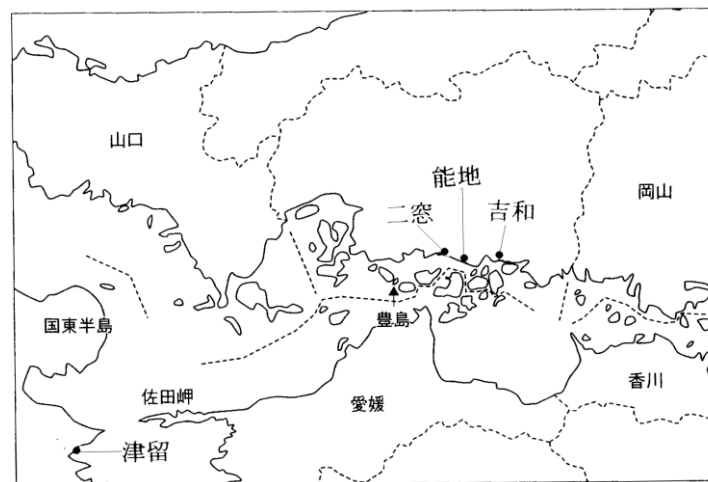 山口
能地
岡山
二窓
吉和
国東半島
豊島
佐田岬
愛媛
香川
津留